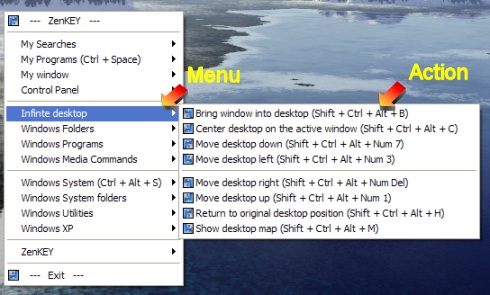 --- ZenKEY ---
My Searches
My Programs (Ctrl + Space)
My window
Control Panel
Menu
Action
Infinte desktop
Windows Folders
Windows Programs
Windows Media Commands
Windows System (Ctrl + Alt + S)
Windows System folders
Windows Utilities
Windows XP
ZenKEY
--- Exit ---
Bring window into desktop (Shift + Ctrl + Alt + B)
Center desktop on the active window (Shift + Ctrl + Alt + C)
Move desktop down (Shift + Ctrl + Alt + Num 7)
Move desktop left (Shift + Ctrl + Alt + Num 3)
Move desktop right (Shift + Ctrl + Alt + Num Del)
Move desktop up (Shift + Ctrl + Alt + Num 1)
Return to original desktop position (Shift + Ctrl + Alt + H)
Show desktop map (Shift + Ctrl + Alt + M)